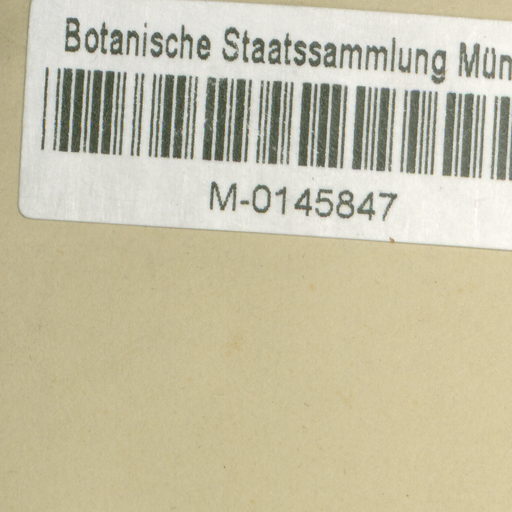 Botanische Staatssammlung Mün
M-0145847